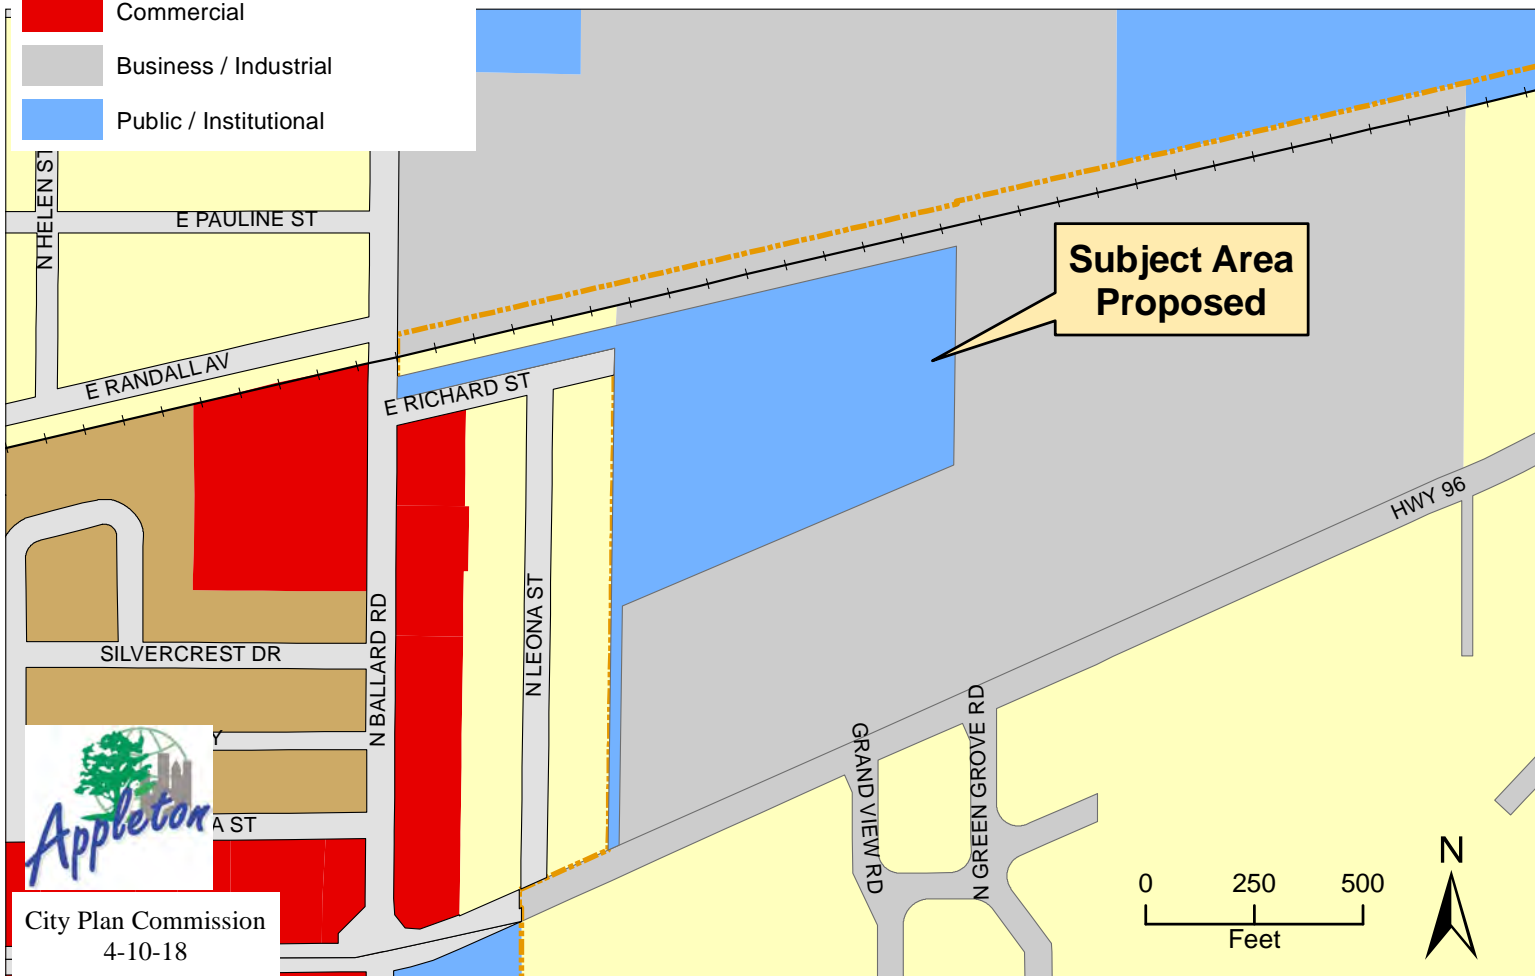 Commercial
Business / Industrial
Public / Institutional
N HELEN ST
E PAULINE ST
Subject Area
Proposed
E RANDALL AV
E RICHARD ST
HWY 96
N BALLARD RD
N LEONA ST
SILVERCREST DR
Y
GRAND VIEW RD
N GREEN GROVE RD
Appleton
A ST
N
0 250 500
Feet
City Plan Commission
4-10-18